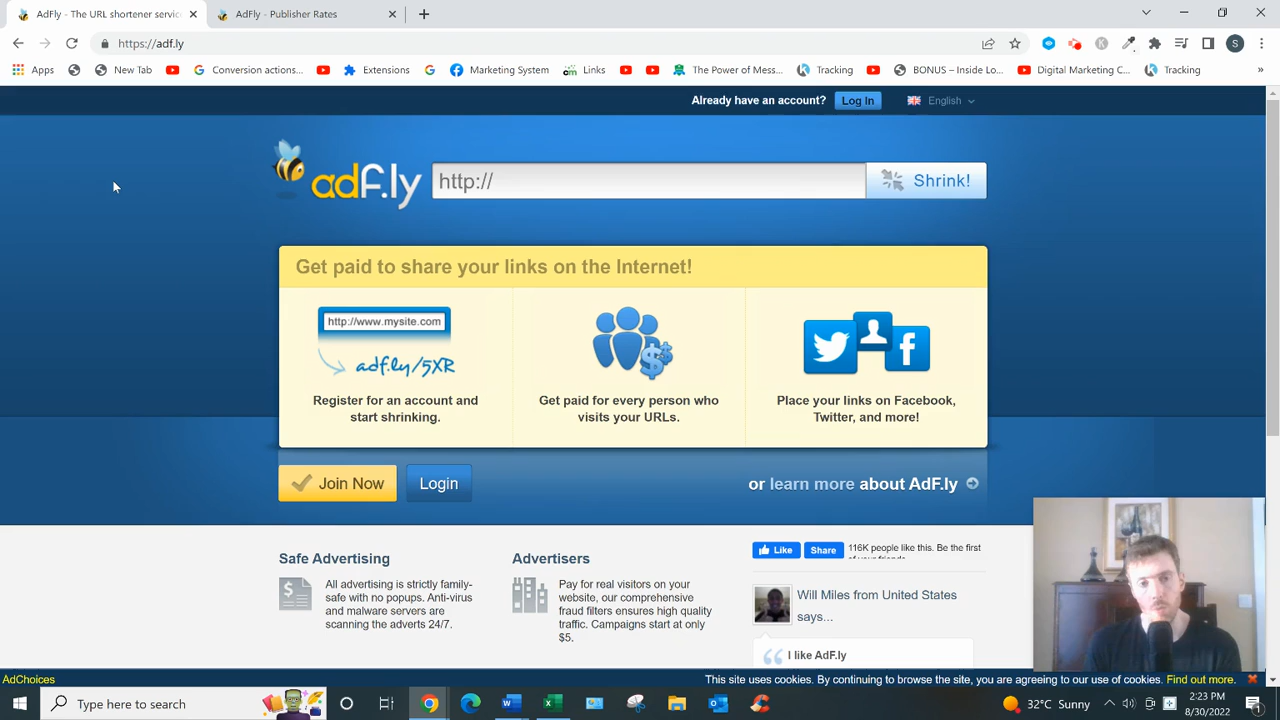 AdFly - The URL shortener servic
AdFly - Publisher Rates
https://adf.ly
S
Apps
New Tab
Conversion actions...
Extensions
Marketing System
Links
The Power of Mess...
Tracking
BONUS – Inside Lo...
Digital Marketing C...
Tracking
»
Already have an account?
Log In
English
adf.ly
http://
Shrink!
Get paid to share your links on the Internet!
http://www.mysite.com
adf.ly/5XR
Register for an account and
start shrinking.
Get paid for every person who
visits your URLs.
Place your links on Facebook,
Twitter, and more!
Join Now
Login
or learn more about AdF.ly
Safe Advertising
All advertising is strictly family-
safe with no popups. Anti-virus
and malware servers are
scanning the adverts 24/7.
Advertisers
Pay for real visitors on your
website, our comprehensive
fraud filters ensures high quality
traffic. Campaigns start at only
$5.
Like
Share
116K people like this. Be the first
of your friends.
Will Miles from United States
says...
I like AdF.ly
AdChoices
This site uses cookies. By continuing to browse the site, you are agreeing to our use of cookies. Find out more.
Type here to search
32°C Sunny
2:23 PM
8/30/2022
1